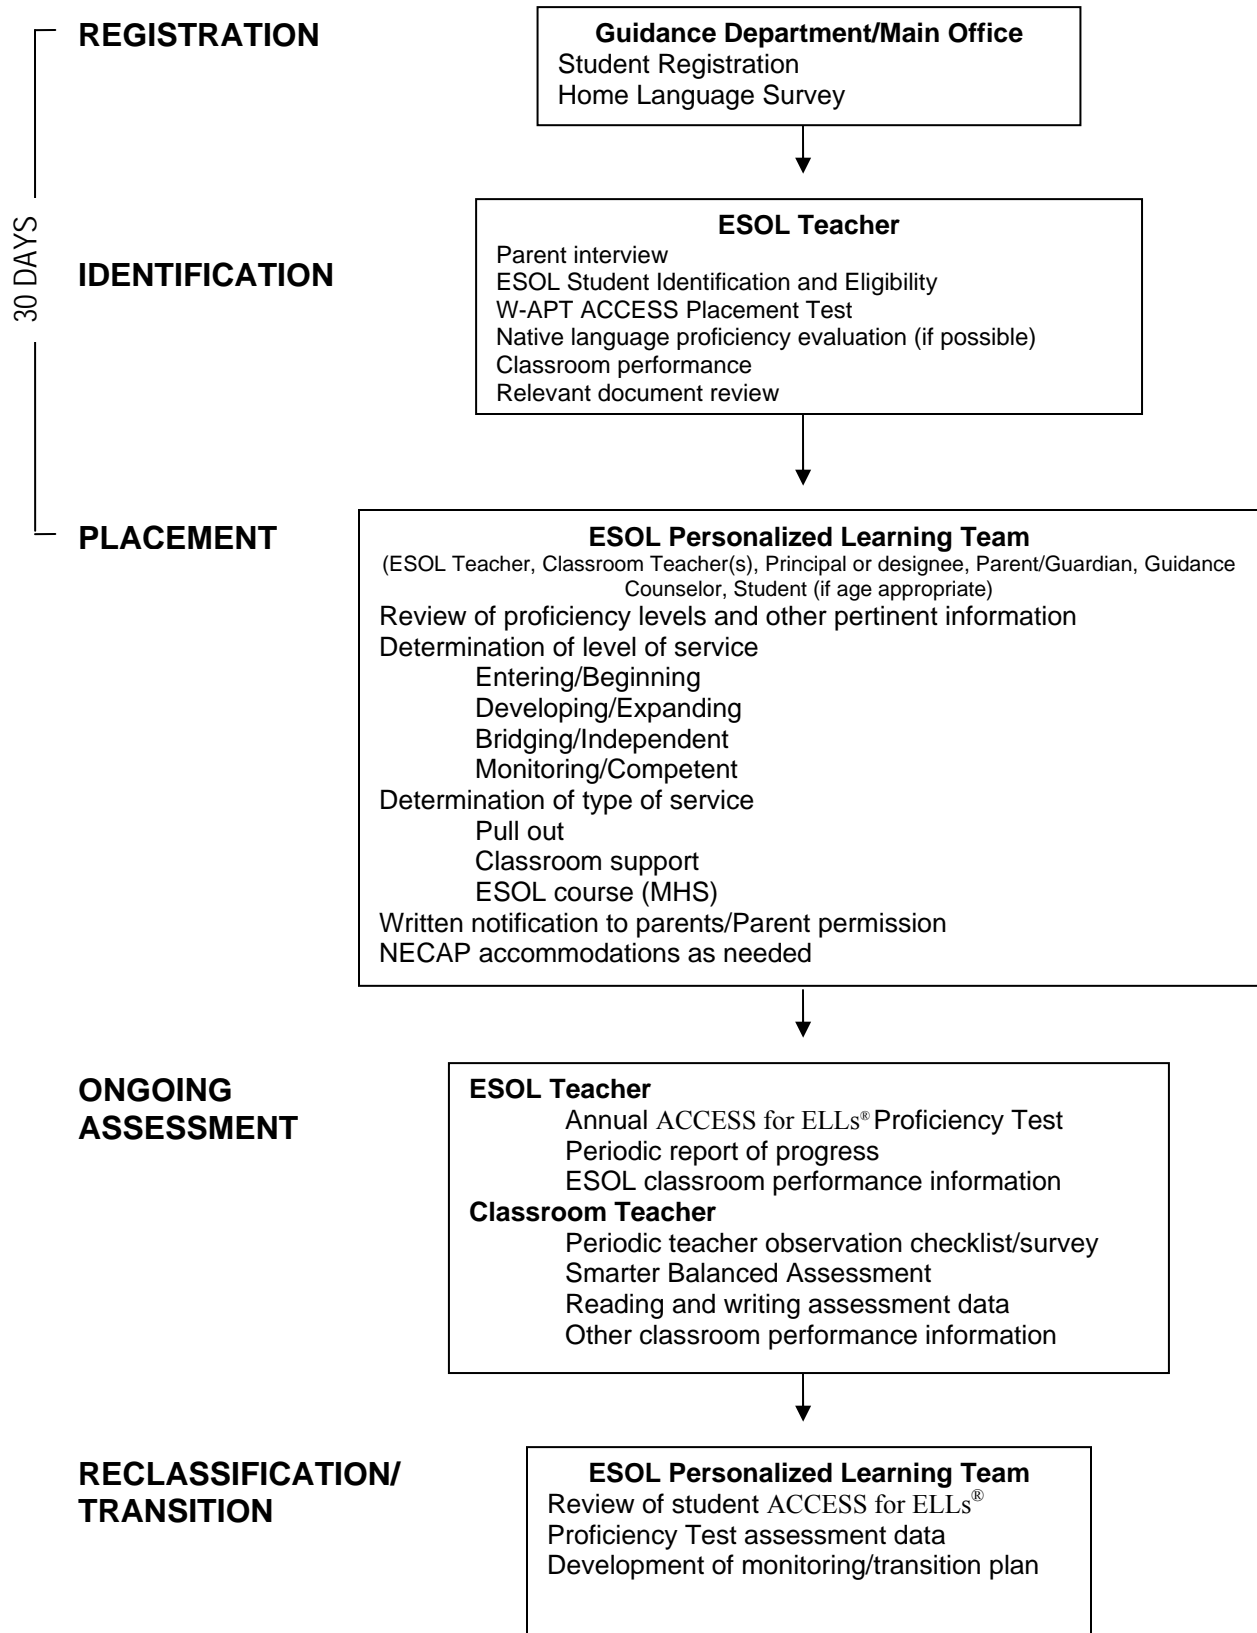 REGISTRATION
Guidance Department/Main Office
Student Registration
Home Language Survey
30 DAYS
IDENTIFICATION
ESOL Teacher
Parent interview
ESOL Student Identification and Eligibility
W-APT ACCESS Placement Test
Native language proficiency evaluation (if possible)
Classroom performance
Relevant document review
PLACEMENT
ESOL Personalized Learning Team
(ESOL Teacher, Classroom Teacher(s), Principal or designee, Parent/Guardian, Guidance
Counselor, Student (if age appropriate)
Review of proficiency levels and other pertinent information
Determination of level of service
Entering/Beginning
Developing/Expanding
Bridging/Independent
Monitoring/Competent
Determination of type of service
Pull out
Classroom support
ESOL course (MHS)
Written notification to parents/Parent permission
NECAP accommodations as needed
ONGOING
ASSESSMENT
ESOL Teacher
Annual ACCESS for ELLs® Proficiency Test
Periodic report of progress
ESOL classroom performance information
Classroom Teacher
Periodic teacher observation checklist/survey
Smarter Balanced Assessment
Reading and writing assessment data
Other classroom performance information
RECLASSIFICATION/
TRANSITION
ESOL Personalized Learning Team
Review of student ACCESS for ELLs®
Proficiency Test assessment data
Development of monitoring/transition plan